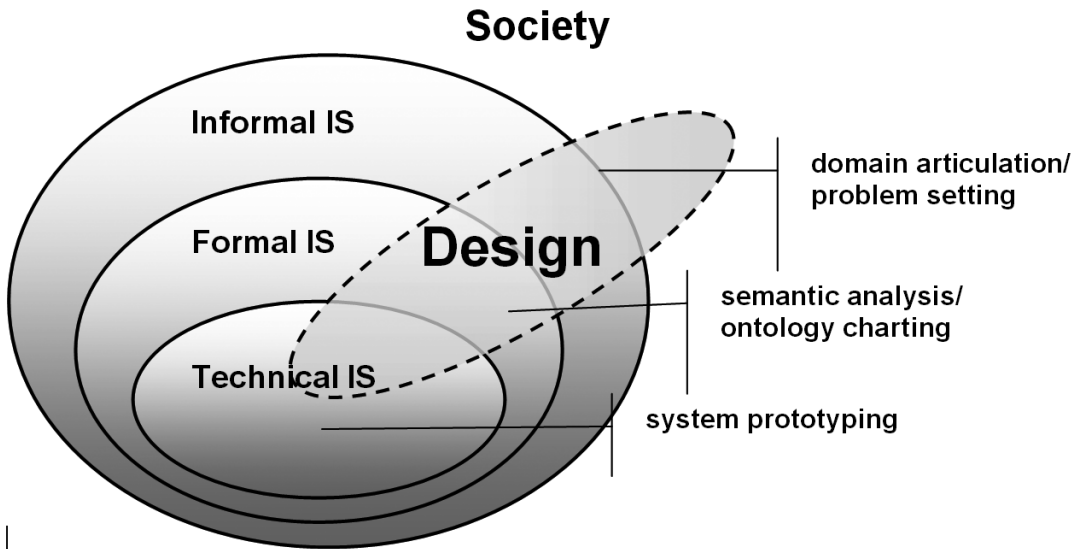 Society
Informal IS
domain articulation/
problem setting
Formal IS
Design
semantic analysis/
ontology charting
Technical IS
system prototyping